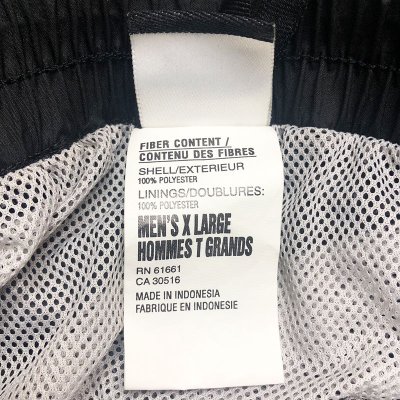 FIBER CONTENT /
CONTENU DES FIBRES
SHELL/EXTERIEUR
100% POLYESTER
LININGS/DOUBLURES:
100% POLYESTER
MEN'S X LARGE
HOMMES T GRANDS
RN 61661
CA 30516
MADE IN INDONESIA
FABRIQUE EN INDONESIE